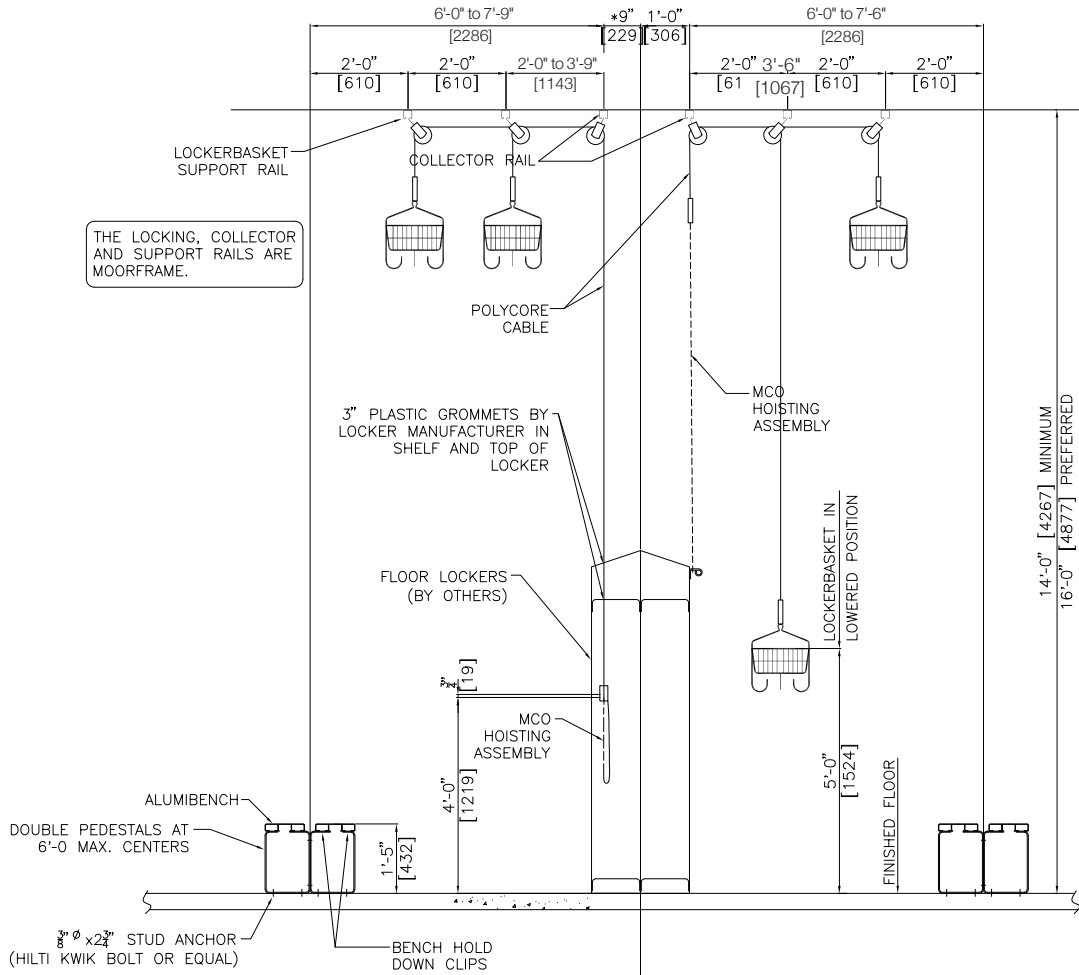 6'-0" to 7'-9"
[2286]
*9"
[229]
1'-0"
[306]
6'-0" to 7'-6"
[2286]
2'-0"
[610]
2'-0"
[610]
2'-0" to 3'-9"
[1143]
2'-0"
[61
3'-6"
[1067]
2'-0"
[610]
2'-0"
[610]
LOCKERBASKET
SUPPORT RAIL
COLLECTOR RAIL
THE LOCKING, COLLECTOR
AND SUPPORT RAILS ARE
MOORFRAME.
POLYCORE
CABLE
MCO
HOISTING
ASSEMBLY
3" PLASTIC GROMMETS BY
LOCKER MANUFACTURER IN
SHELF AND TOP OF
LOCKER
14'-0" [4267] MINIMUM
16'-0" [4877] PREFERRED
LOCKERBASKET IN
LOWERED POSITION
FLOOR LOCKERS
(BY OTHERS)
[19]
MCO
HOISTING
ASSEMBLY
4'-0"
[1219]
5'-0"
[1524]
FINISHED FLOOR
ALUMIBENCH
DOUBLE PEDESTALS AT
6'-0 MAX. CENTERS
1'-5"
[432]
3/8" Ø x2 3/4" STUD ANCHOR
(HILTI KWIK BOLT OR EQUAL)
BENCH HOLD
DOWN CLIPS